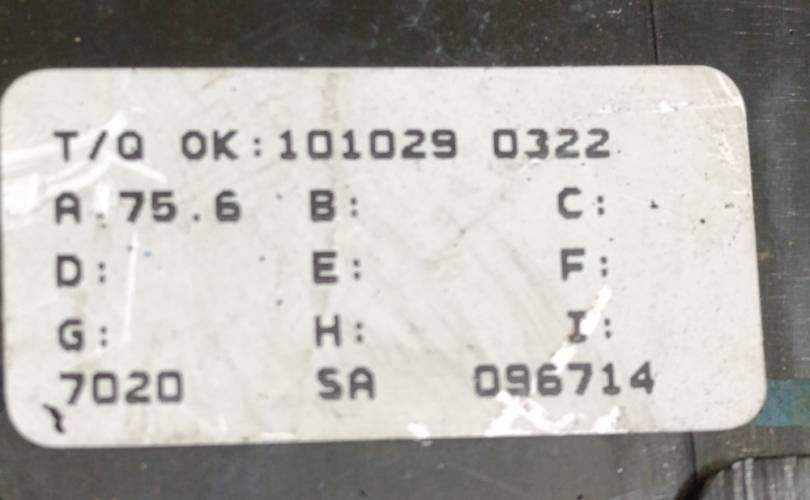 T/Q OK:101029 0322
A:75.6 B: C:
D: E: F:
G: H: I:
7020 SA 096714